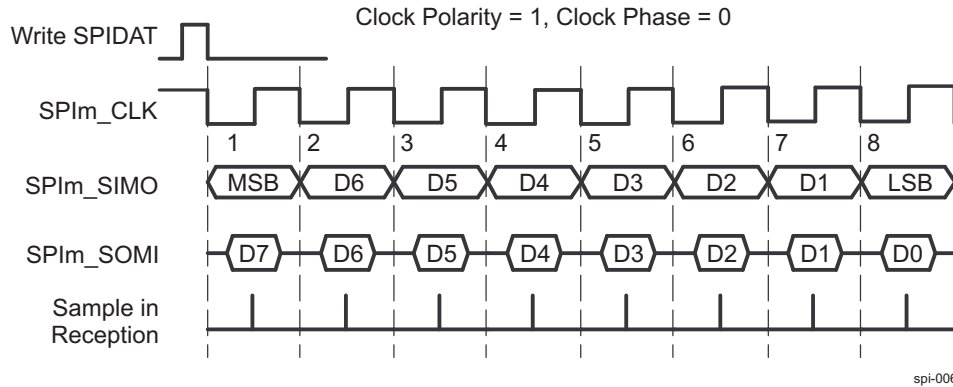 Clock Polarity = 1, Clock Phase = 0
Write SPIDAT
SPIm_CLK
1 2 3 4 5 6 7 8
SPIm_SIMO MSB D6 D5 D4 D3 D2 D1 LSB
SPIm_SOMI D7 D6 D5 D4 D3 D2 D1 D0
Sample in
Reception
spi-006